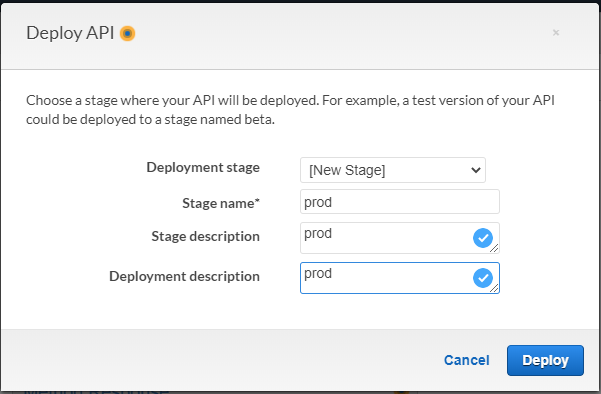 Deploy API
×
Choose a stage where your API will be deployed. For example, a test version of your API
could be deployed to a stage named beta.
Deployment stage [New Stage]
Stage name* prod
Stage description prod
Deployment description prod
Cancel Deploy
Method Response